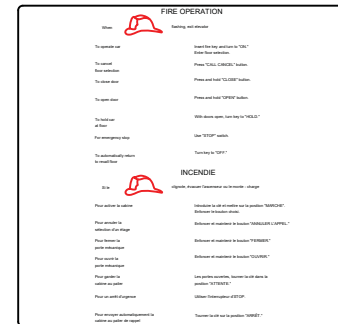 FIRE OPERATION
When flashing, exit elevator
To operate car Insert fire key and turn to "ON."
Enter floor selection.
To cancel Press "CALL CANCEL" button.
floor selection
To close door Press and hold "CLOSE" button.
To open door Press and hold "OPEN" button.
To hold car With doors open, turn key to "HOLD."
at floor
For emergency stop Use "STOP" switch.
To automatically return Turn key to "OFF."
to recall floor
INCENDIE
Si le clignote, évacuer l'ascenseur ou le monte - charge
Pour activer la cabine Introduire la clé et mettre sur la position "MARCHE".
Enfoncer le bouton choisi.
Pour annuler la Enfoncer et maintenir le bouton "ANNULER L'APPEL."
sélection d'un étage
Pour fermer la Enfoncer et maintenir le bouton "FERMER".
porte mécanique
Pour ouvrir la Enfoncer et maintenir le bouton "OUVRIR".
porte mécanique
Pour garder la Les portes ouvertes, tourner la clé dans la
cabine au palier position "ATTENTE."
Pour un arrêt d'urgence Utiliser l'interrupteur d'STOP.
Pour envoyer automatiquement la Tourner la clé sur la position "ARRÊT."
cabine au palier de rappel